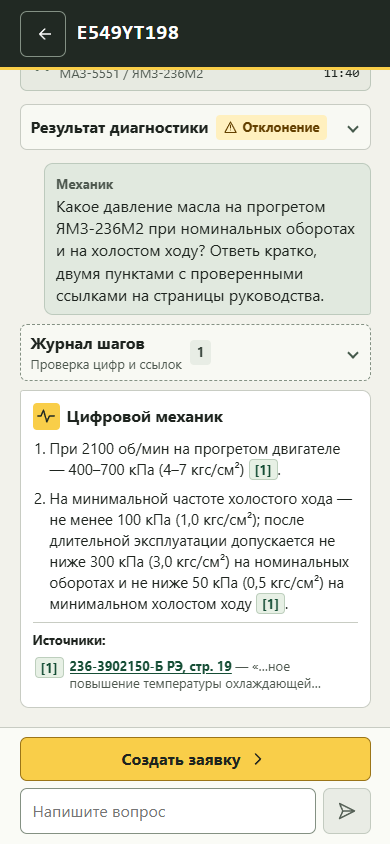 E549YT198
МАЗ-5551 / ЯМЗ-236М2 11:40
Результат диагностики ⚠ Отклонение
Механик
Какое давление масла на прогретом
ЯМЗ-236М2 при номинальных оборотах
и на холостом ходу? Ответь кратко,
двумя пунктами с проверенными
ссылками на страницы руководства.
Журнал шагов 1
Проверка цифр и ссылок
Цифровой механик
1. При 2100 об/мин на прогретом двигателе
— 400–700 кПа (4–7 кгс/см²) [1].
2. На минимальной частоте холостого хода —
не менее 100 кПа (1,0 кгс/см²); после
длительной эксплуатации допускается не
ниже 300 кПа (3,0 кгс/см²) на номинальных
оборотах и не ниже 50 кПа (0,5 кгс/см²) на
минимальном холостом ходу [1].
Источники:
[1] 236-3902150-Б РЭ, стр. 19 — «…ное
повышение температуры охлаждающей…
Создать заявку
Напишите вопрос